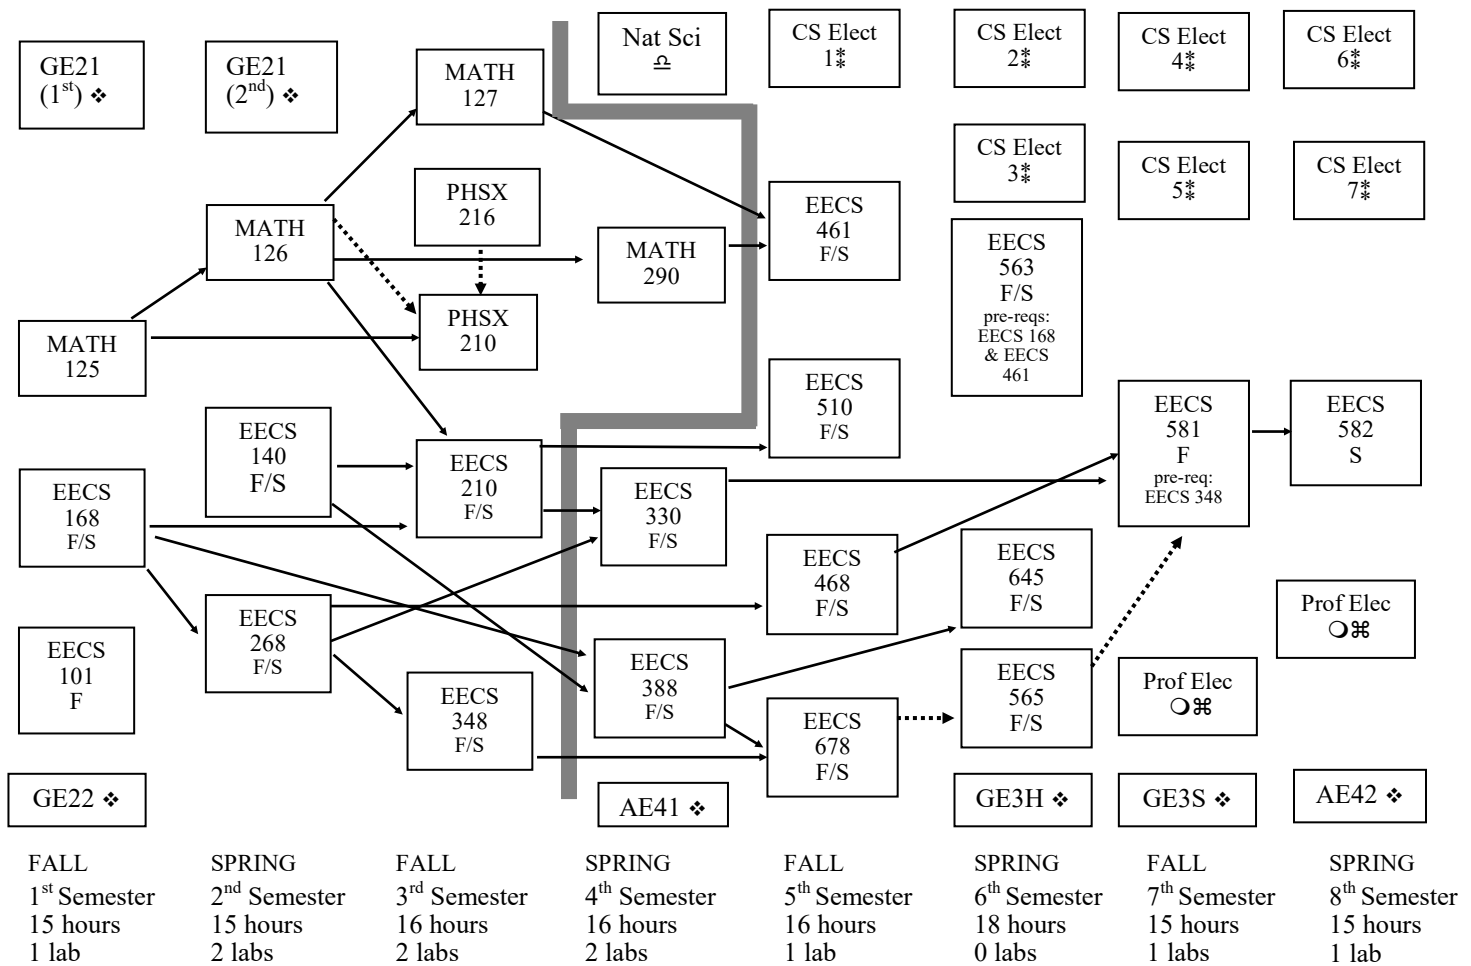 GE21
(1st) ❖
GE21
(2nd) ❖
MATH
127
Nat Sci
♎
CS Elect
1⁑
CS Elect
2⁑
CS Elect
4⁑
CS Elect
6⁑
PHSX
216
CS Elect
3⁑
CS Elect
5⁑
CS Elect
7⁑
MATH
126
MATH
290
EECS
461
F/S
EECS
563
F/S
pre-reqs:
EECS 168
& EECS
461
MATH
125
PHSX
210
EECS
510
F/S
EECS
581
F
pre-req:
EECS 348
EECS
582
S
EECS
140
F/S
EECS
210
F/S
EECS
168
F/S
EECS
330
F/S
EECS
468
F/S
EECS
645
F/S
EECS
268
F/S
EECS
101
F
EECS
388
F/S
EECS
565
F/S
Prof Elec
❍⌘
Prof Elec
❍⌘
EECS
348
F/S
EECS
678
F/S
GE22 ❖
AE41 ❖
GE3H ❖
GE3S ❖
AE42 ❖
FALL
1st Semester
15 hours
1 lab
SPRING
2nd Semester
15 hours
2 labs
FALL
3rd Semester
16 hours
2 labs
SPRING
4th Semester
16 hours
2 labs
FALL
5th Semester
16 hours
1 lab
SPRING
6th Semester
18 hours
0 labs
FALL
7th Semester
15 hours
1 labs
SPRING
8th Semester
15 hours
1 lab